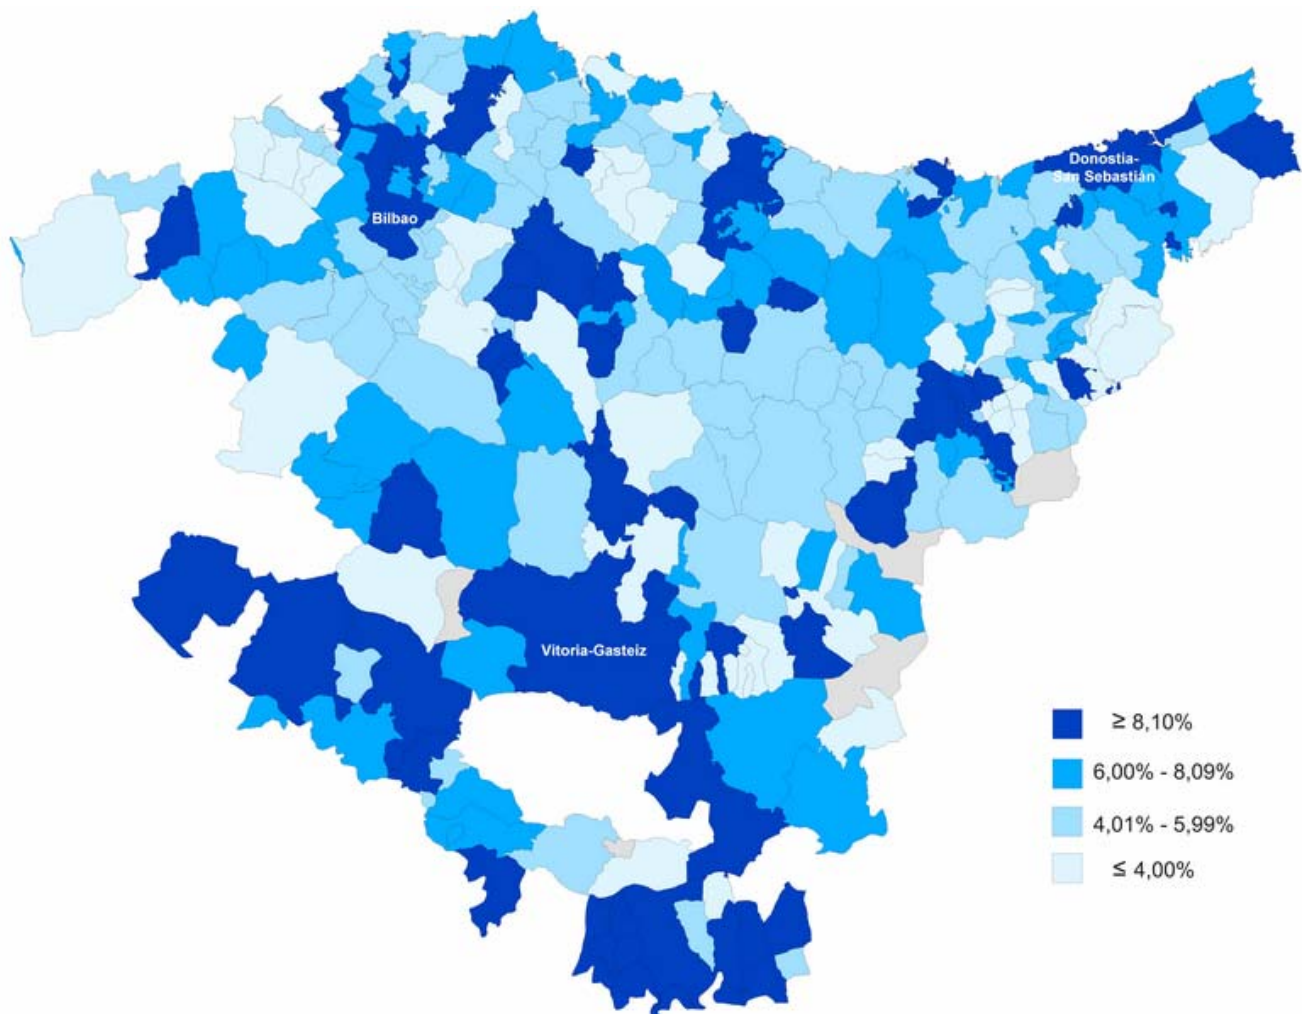 Donostia-
San Sebastián
Bilbao
Vitoria-Gasteiz
≥ 8,10%
6,00% - 8,09%
4,01% - 5,99%
≤ 4,00%